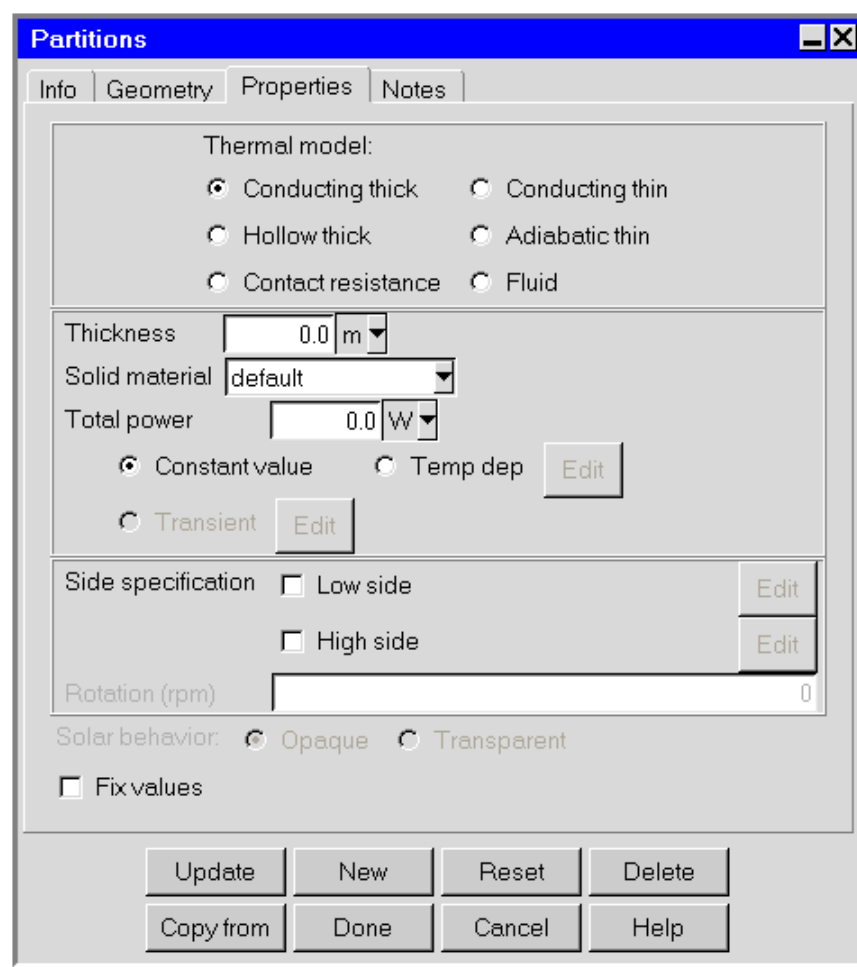 Partitions
Info Geometry Properties Notes
Thermal model:
Conducting thick Conducting thin
Hollow thick Adiabatic thin
Contact resistance Fluid
Thickness 0.0 m
Solid material default
Total power 0.0 W
Constant value Temp dep Edit
Transient Edit
Side specification Low side Edit
High side Edit
Rotation (rpm) 0
Solar behavior: Opaque Transparent
Fix values
Update New Reset Delete
Copy from Done Cancel Help